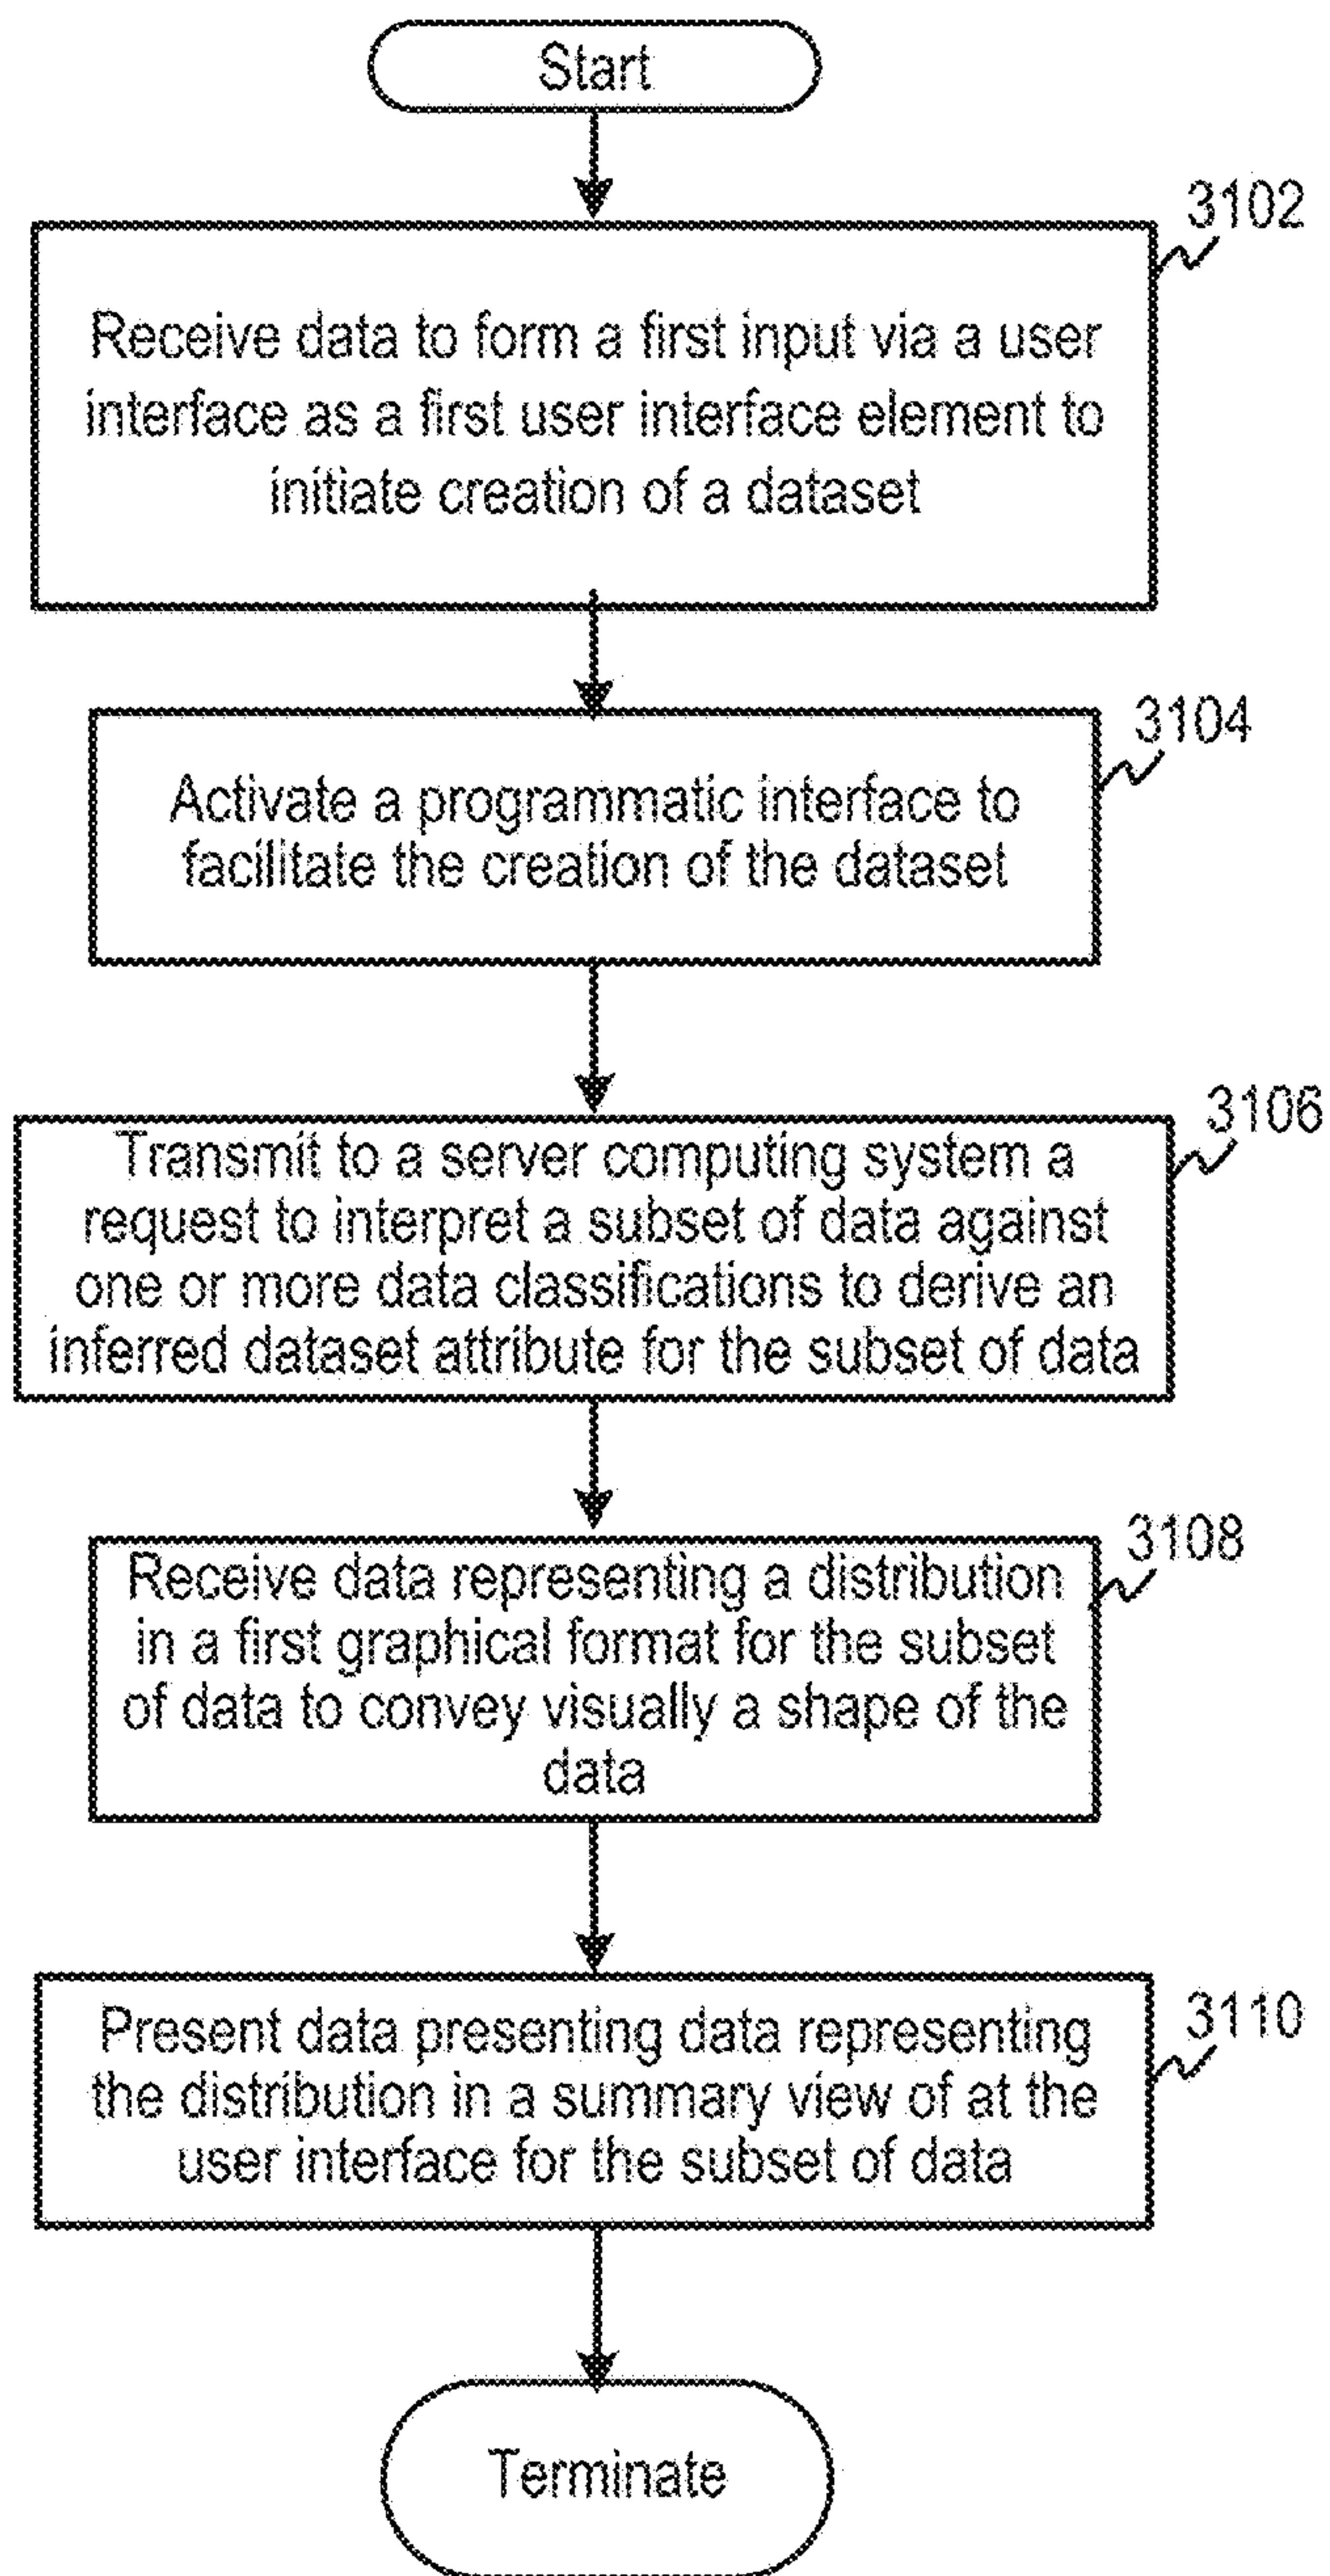 Start
3102
Receive data to form a first input via a user
interface as a first user interface element to
initiate creation of a dataset
3104
Activate a programmatic interface to
facilitate the creation of the dataset
3106
Transmit to a server computing system a
request to interpret a subset of data against
one or more data classifications to derive an
inferred dataset attribute for the subset of data
3108
Receive data representing a distribution
in a first graphical format for the subset
of data to convey visually a shape of the
data
3110
Present data presenting data representing
the distribution in a summary view of at the
user interface for the subset of data
Terminate